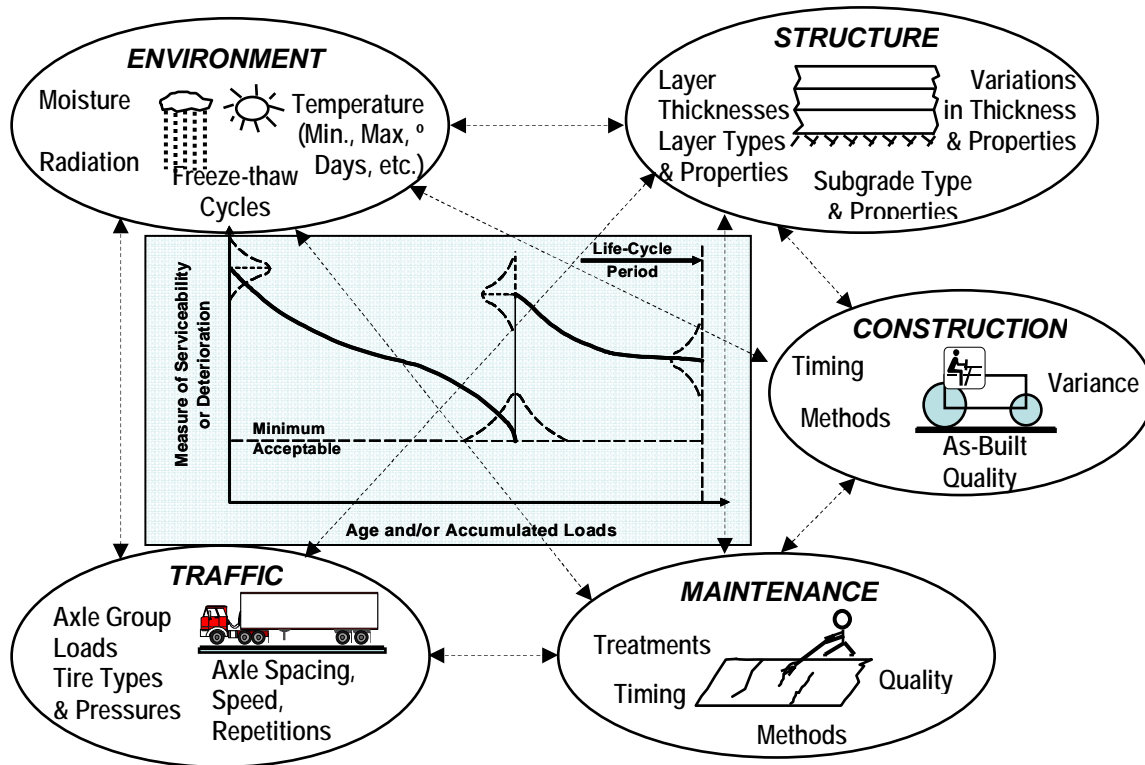 ENVIRONMENT
Moisture
Radiation
Temperature
(Min., Max, º
Days, etc.)
Freeze-thaw
Cycles
STRUCTURE
Layer
Thicknesses
Layer Types
& Properties
Variations
in Thickness
& Properties
Subgrade Type
& Properties
Measure of Serviceability
or Deterioration
Life-Cycle
Period
Minimum
Acceptable
Age and/or Accumulated Loads
CONSTRUCTION
Timing
Methods
Variance
As-Built
Quality
TRAFFIC
Axle Group
Loads
Tire Types
& Pressures
Axle Spacing,
Speed,
Repetitions
MAINTENANCE
Treatments
Timing
Quality
Methods